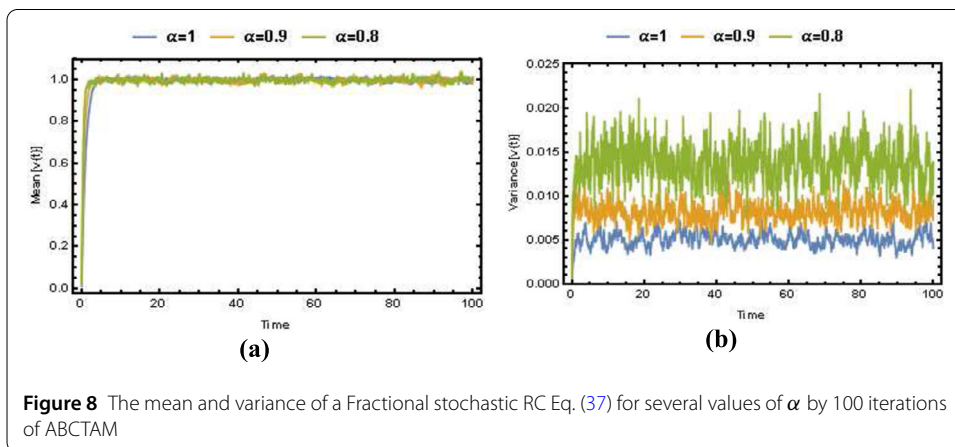 α=1 α=0.9 α=0.8
α=1 α=0.9 α=0.8
1.0
0.8
0.6
0.4
0.2
0.0
Mean[v(t)]
0 20 40 60 80 100
Time
(a)
0.025
0.020
0.015
0.010
0.005
0.000
Variance[v(t)]
0 20 40 60 80 100
Time
(b)
Figure 8 The mean and variance of a Fractional stochastic RC Eq. (37) for several values of α by 100 iterations
of ABCTAM